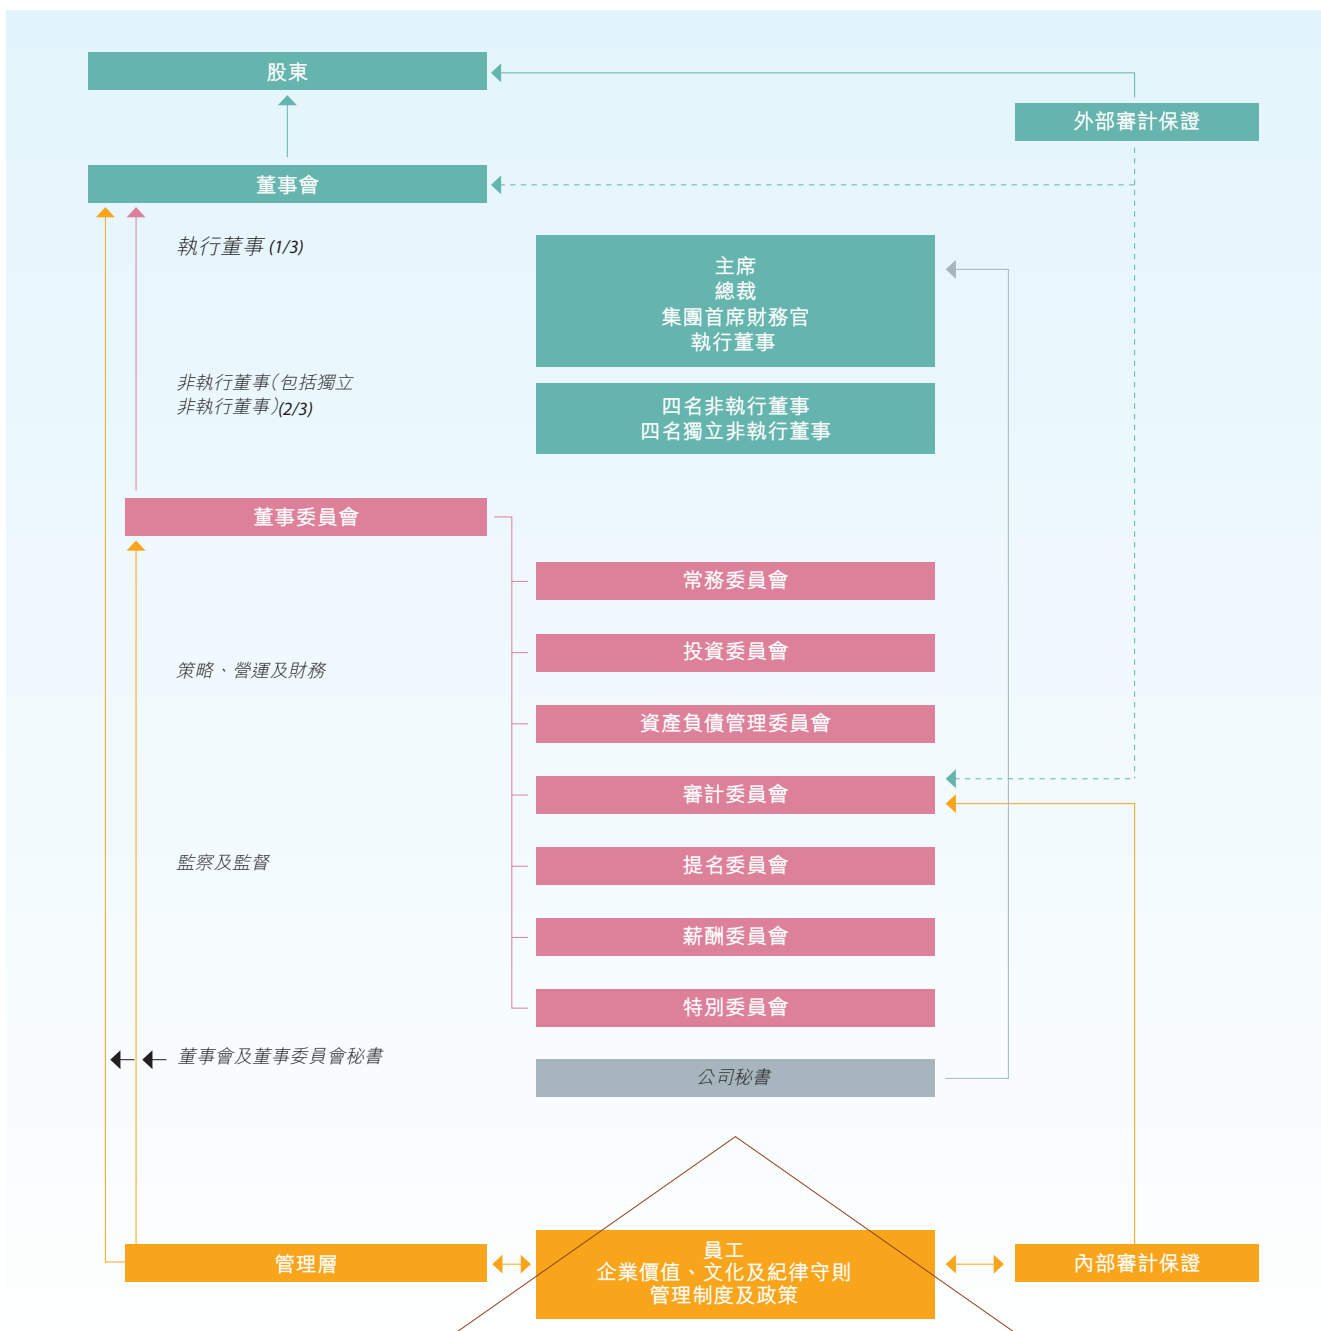 股東
外部審計保證
董事會
執行董事 (1/3)
主席
總裁
集團首席財務官
執行董事
非執行董事(包括獨立
非執行董事)(2/3)
四名非執行董事
四名獨立非執行董事
董事委員會
常務委員會
投資委員會
策略、營運及財務
資產負債管理委員會
審計委員會
監察及監督
提名委員會
薪酬委員會
特別委員會
董事會及董事委員會秘書
公司秘書
管理層
員工
企業價值、文化及紀律守則
管理制度及政策
內部審計保證